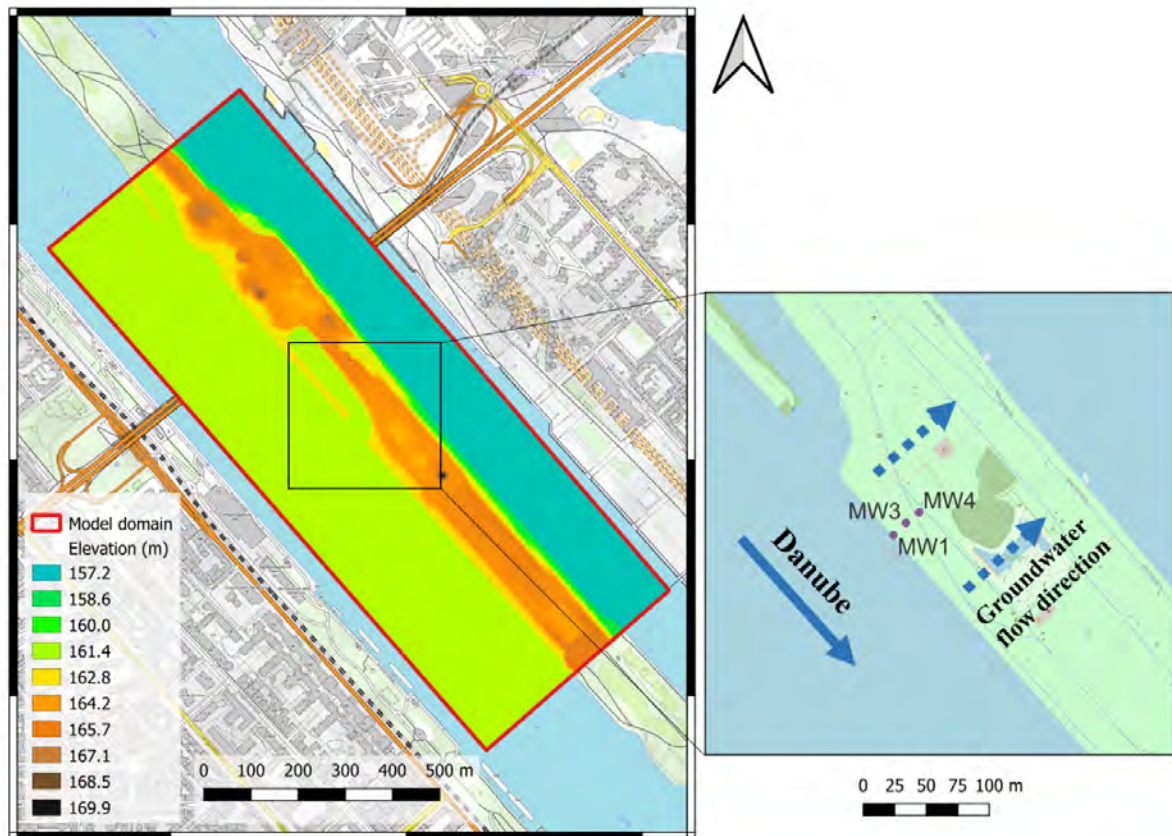 Model domain
Elevation (m)
157.2
158.6
160.0
161.4
162.8
164.2
165.7
167.1
168.5
169.9
0 100 200 300 400 500 m
MW4
MW3
MW1
Danube
Groundwater
flow direction
0 25 50 75 100 m